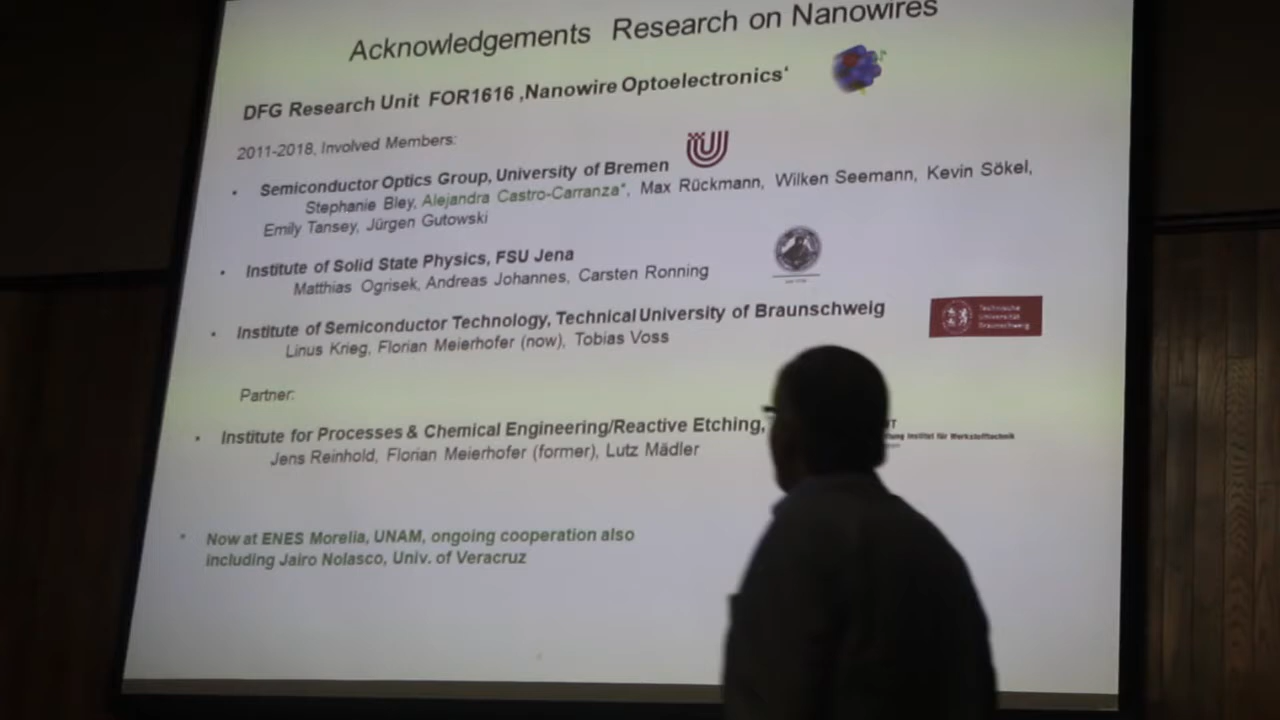 Acknowledgements Research on Nanowires
DFG Research Unit FOR1616 ‚Nanowire Optoelectronics‘
2011-2018, Involved Members:
• Semiconductor Optics Group, University of Bremen
Stephanie Bley, Alejandra Castro-Carranza*, Max Rückmann, Wilken Seemann, Kevin Sökel,
Emily Tansey, Jürgen Gutowski
• Institute of Solid State Physics, FSU Jena
Matthias Ogrisek, Andreas Johannes, Carsten Ronning
• Institute of Semiconductor Technology, Technical University of Braunschweig
Linus Krieg, Florian Meierhofer (now), Tobias Voss
Technische
Universität
Braunschweig
Partner:
• Institute for Processes & Chemical Engineering/Reactive Etching,
Jens Reinhold, Florian Meierhofer (former), Lutz Mädler
Institut für Werkstofftechnik
* Now at ENES Morelia, UNAM, ongoing cooperation also
including Jairo Nolasco, Univ. of Veracruz